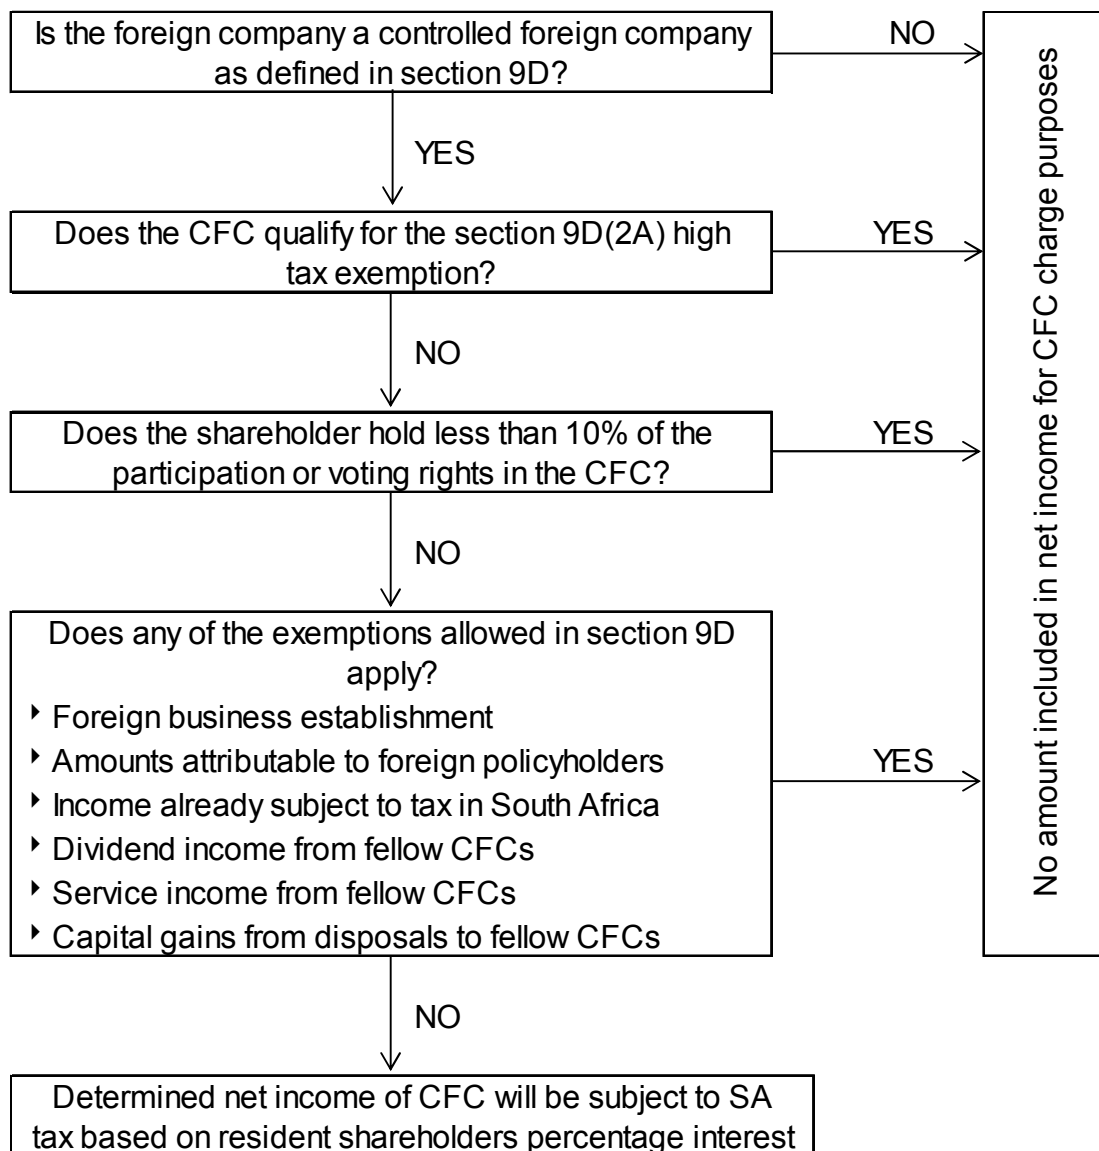 Is the foreign company a controlled foreign company
as defined in section 9D?
NO
YES
Does the CFC qualify for the section 9D(2A) high
tax exemption?
YES
NO
Does the shareholder hold less than 10% of the
participation or voting rights in the CFC?
YES
NO
Does any of the exemptions allowed in section 9D
apply?
Foreign business establishment
Amounts attributable to foreign policyholders
Income already subject to tax in South Africa
Dividend income from fellow CFCs
Service income from fellow CFCs
Capital gains from disposals to fellow CFCs
YES
NO
Determined net income of CFC will be subject to SA
tax based on resident shareholders percentage interest
No amount included in net income for CFC charge purposes